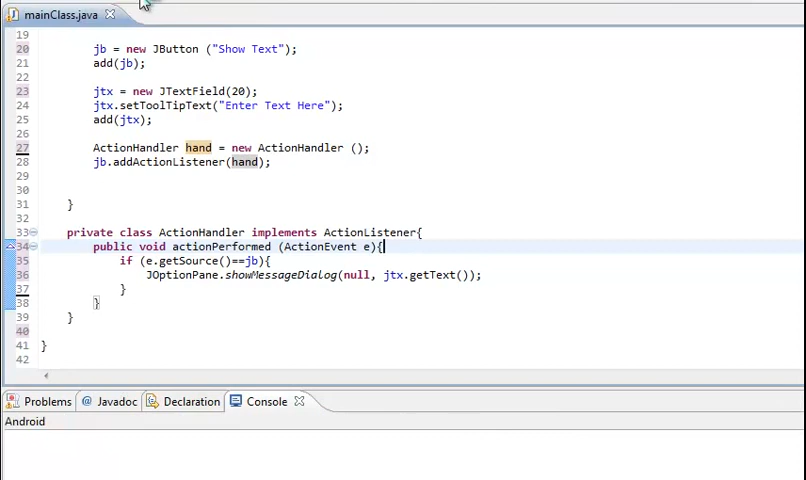 mainClass.java
19
20 jb = new JButton ("Show Text");
21 add(jb);
22
23 jtx = new JTextField(20);
24 jtx.setToolTipText("Enter Text Here");
25 add(jtx);
26
27 ActionHandler hand = new ActionHandler ();
28 jb.addActionListener(hand);
29
30
31 }
32
33 private class ActionHandler implements ActionListener{
34 public void actionPerformed (ActionEvent e){
35 if (e.getSource()==jb){
36 JOptionPane.showMessageDialog(null, jtx.getText());
37 }
38 }
39 }
40
41 }
42
Problems @ Javadoc Declaration Console
Android